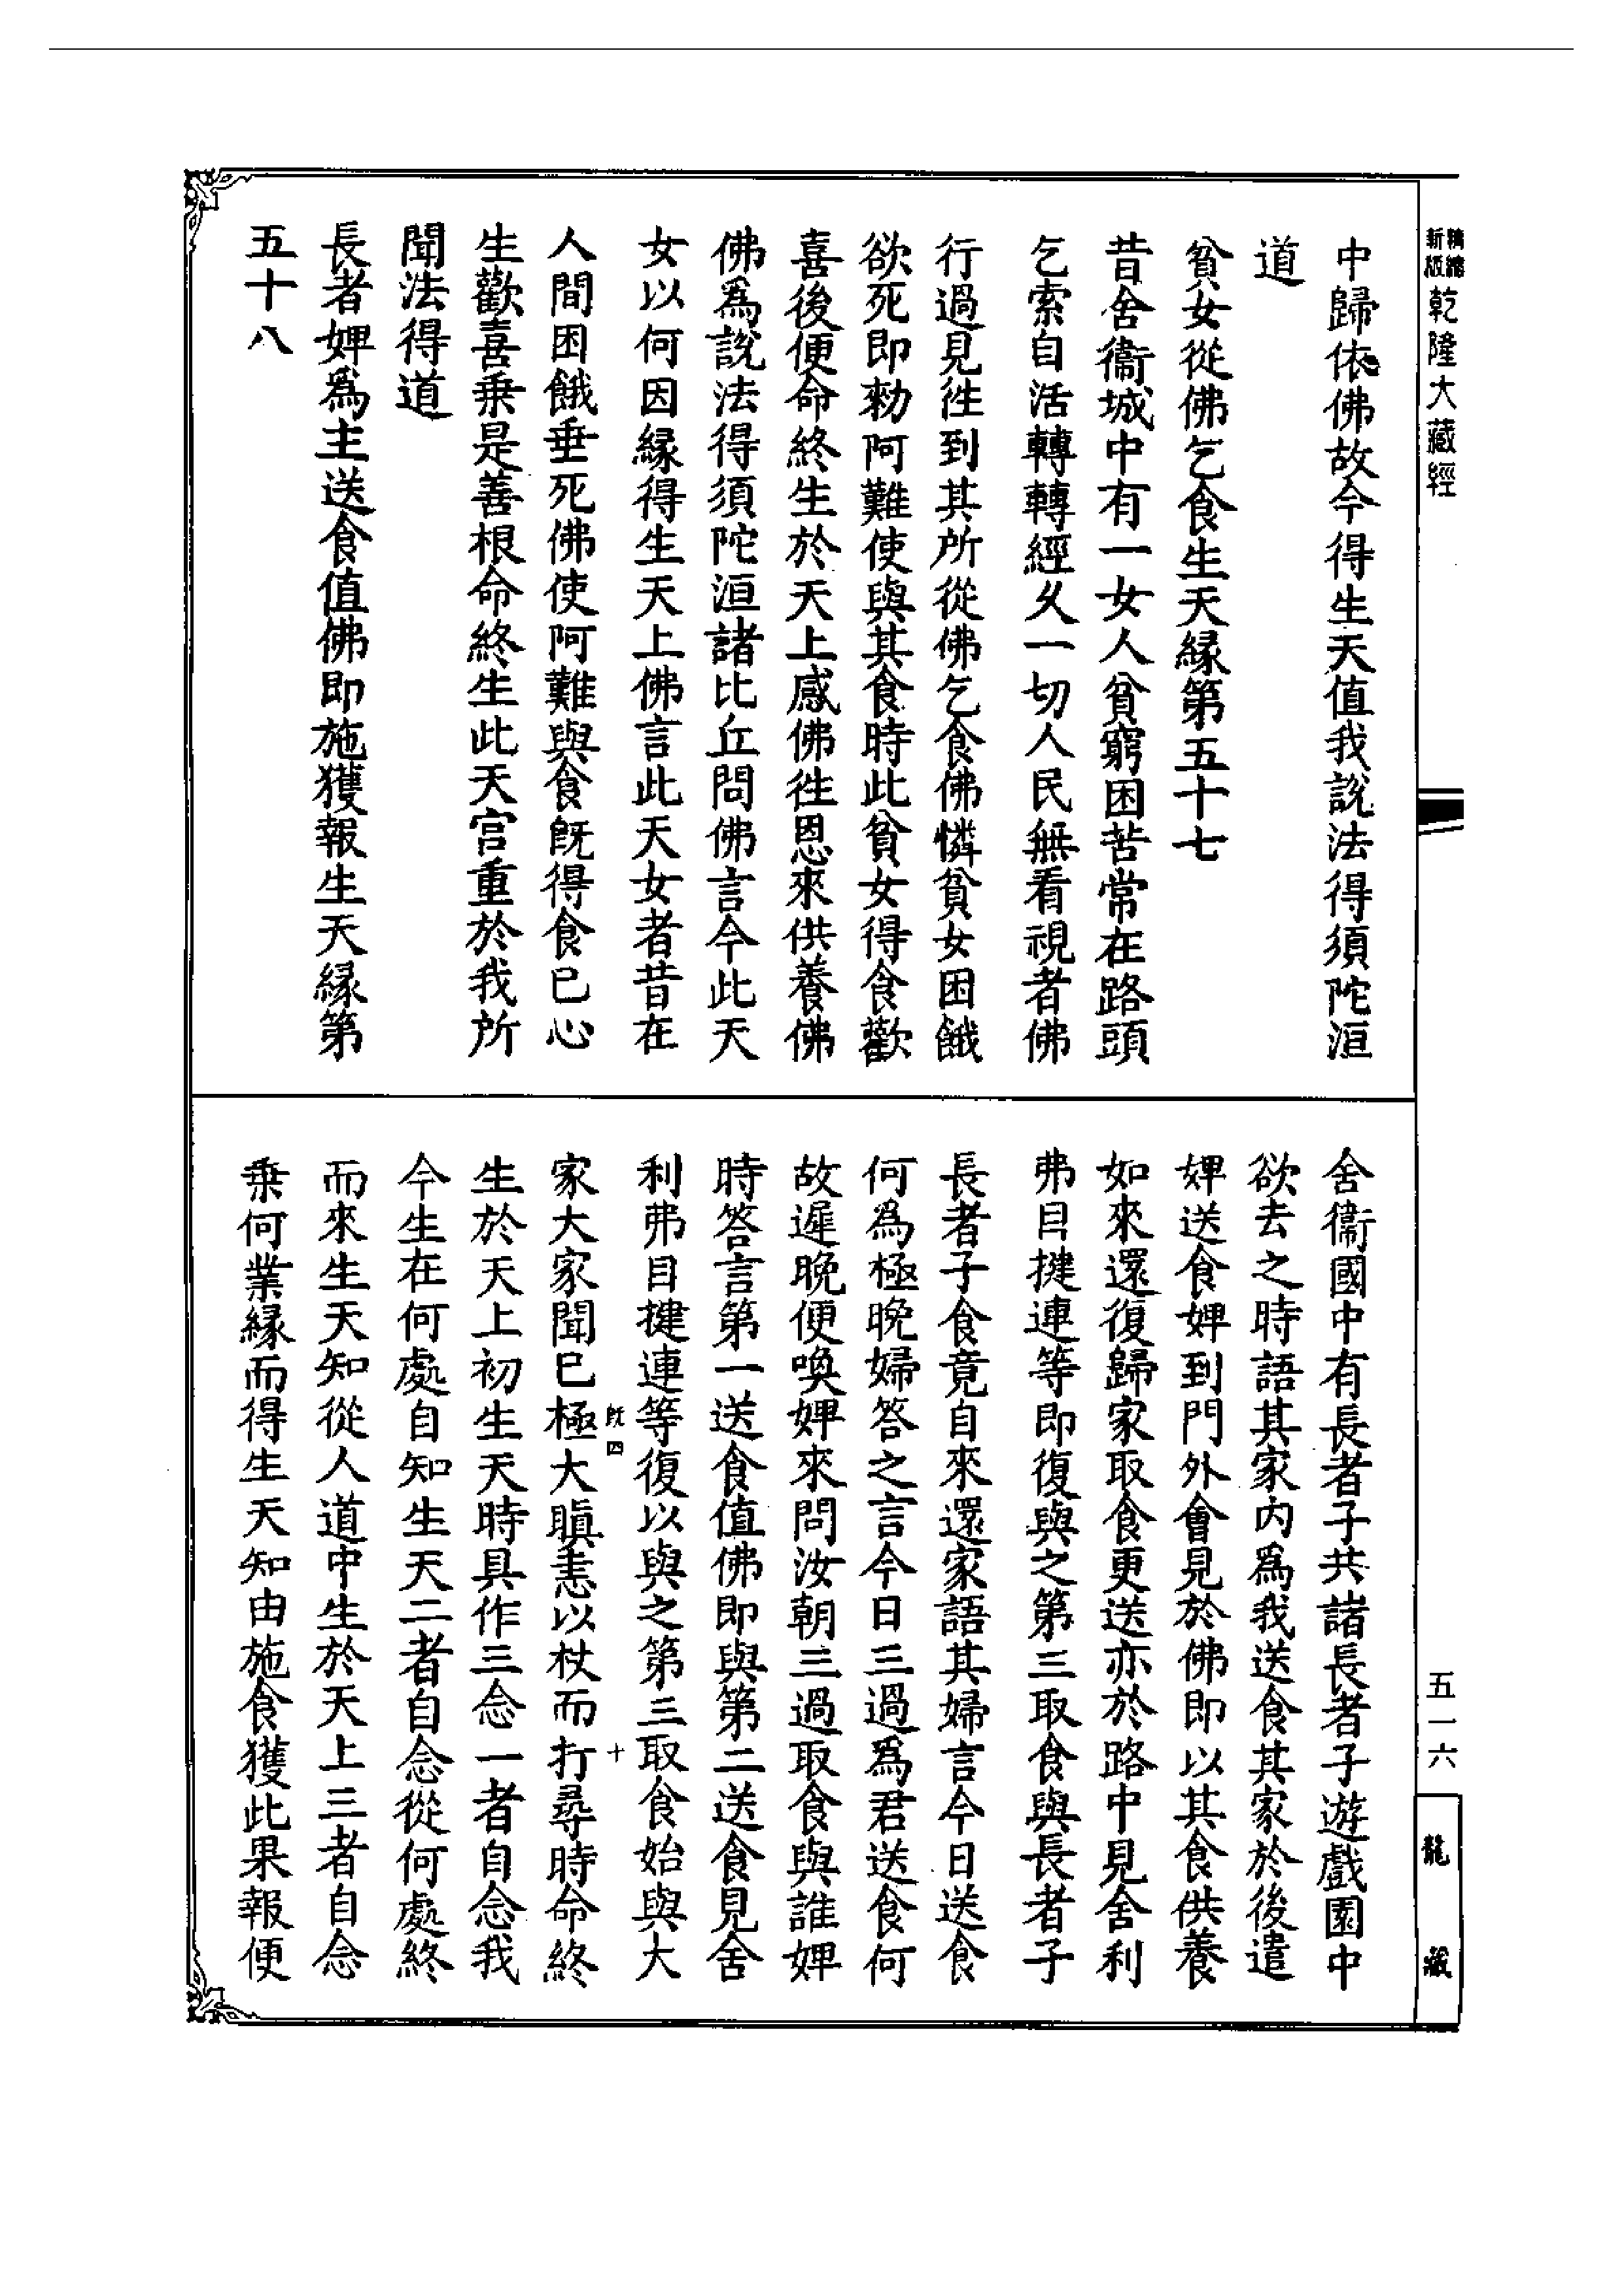 精縮
新版
乾隆大藏經
中歸依佛故今得生天值我說法得須陀洹
道
貧女從佛乞食生天緣第五十七
昔舍衞城中有一女人貧窮困苦常在路頭
乞索自活轉轉經久一切人民無看視者佛
行過見徃到其所從佛乞食佛憐貧女困餓
欲死即勑阿難使與其食時此貧女得食歡
喜後便命終生於天上感佛徃恩來供養佛
佛爲說法得須陀洹諸比丘問佛言今此天
女以何因緣得生天上佛言此天女者昔在
人間困餓垂死佛使阿難與食旣得食已心
生歡喜乗是善根命終生此天宫重於我所
聞法得道
長者婢爲主送食值佛即施獲報生天緣第
五十八
舍衞國中有長者子共諸長者子遊戲園中
欲去之時語其家內爲我送食其家於後遣
婢送食婢到門外會見於佛即以其食供養
如來還復歸家取食更送亦於路中見舍利
弗目揵連等即復與之第三取食與長者子
長者子食竟自來還家語其婦言今日送食
何爲極晚婦答之言今日三過爲君送食何
故遲晚便喚婢來問汝朝三過取食與誰婢
時答言第一送食值佛即與第二送食見舍
利弗目揵連等復以與之第三取食始與大
旣四
十
家大家聞已極大瞋恚以杖而打尋時命終
生於天上初生天時具作三念一者自念我
今生在何處自知生天二者自念從何處終
而來生天知從人道中生於天上三者自念
乗何業緣而得生天知由施食獲此果報便
五一六
龍藏